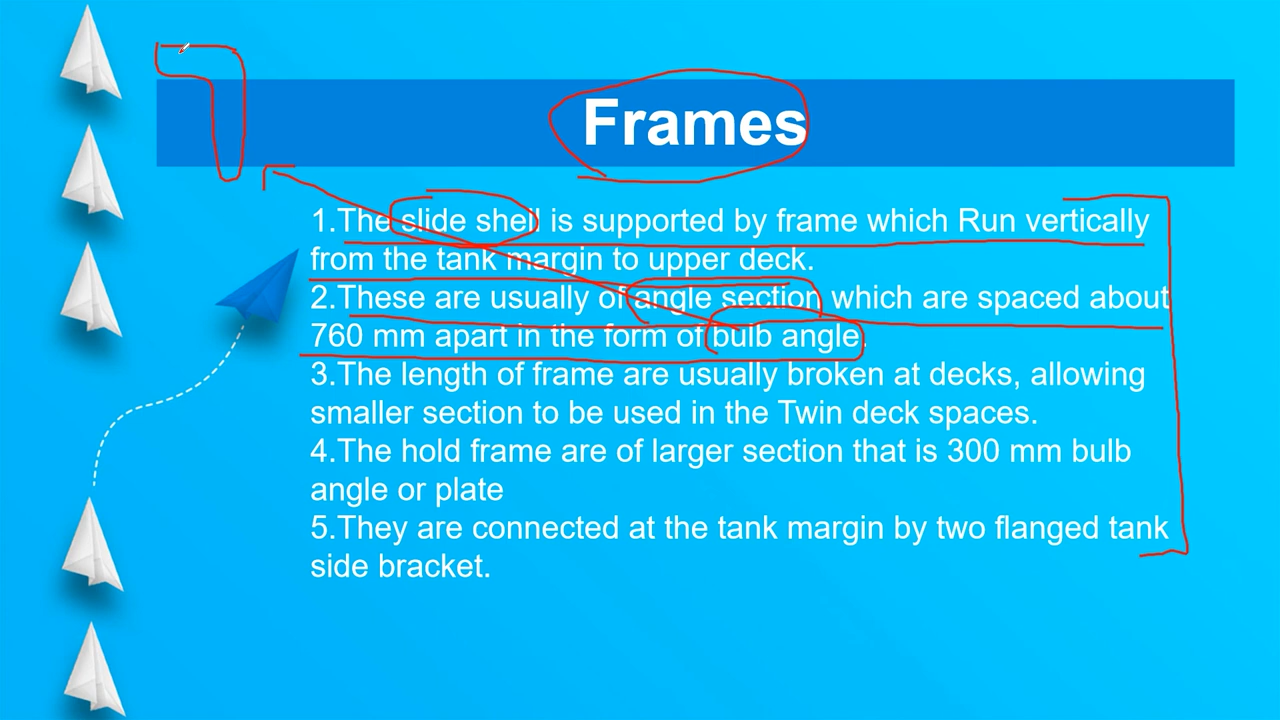 Frames
1.The slide shell is supported by frame which Run vertically
from the tank margin to upper deck.
2.These are usually of angle section which are spaced about
760 mm apart in the form of bulb angle.
3.The length of frame are usually broken at decks, allowing
smaller section to be used in the Twin deck spaces.
4.The hold frame are of larger section that is 300 mm bulb
angle or plate
5.They are connected at the tank margin by two flanged tank
side bracket.